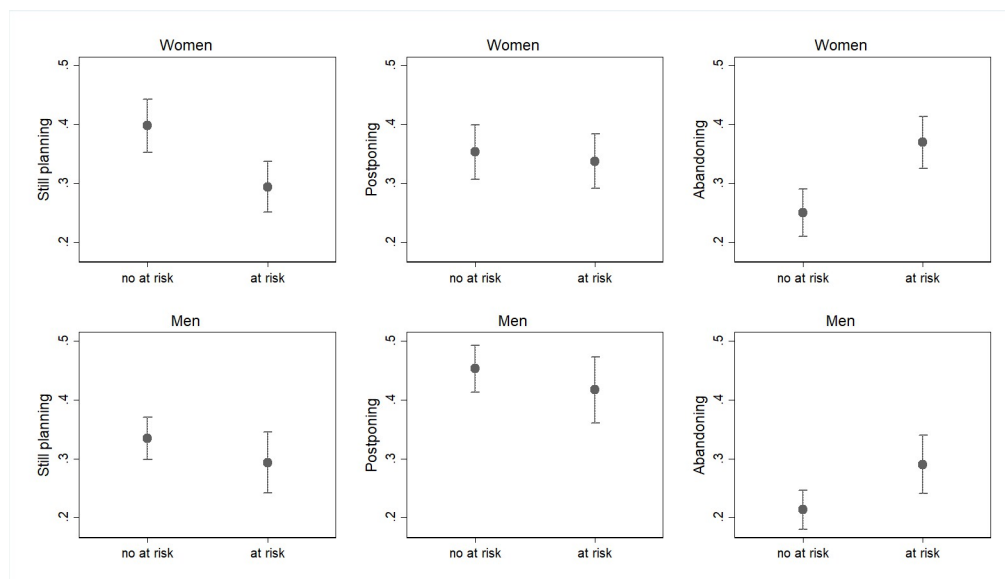 Women
Still planning
.5
.4
.3
.2
no at risk
at risk
Women
Postponing
.5
.4
.3
.2
no at risk
at risk
Women
Abandoning
.5
.4
.3
.2
no at risk
at risk
Men
Still planning
.5
.4
.3
.2
no at risk
at risk
Men
Postponing
.5
.4
.3
.2
no at risk
at risk
Men
Abandoning
.5
.4
.3
.2
no at risk
at risk